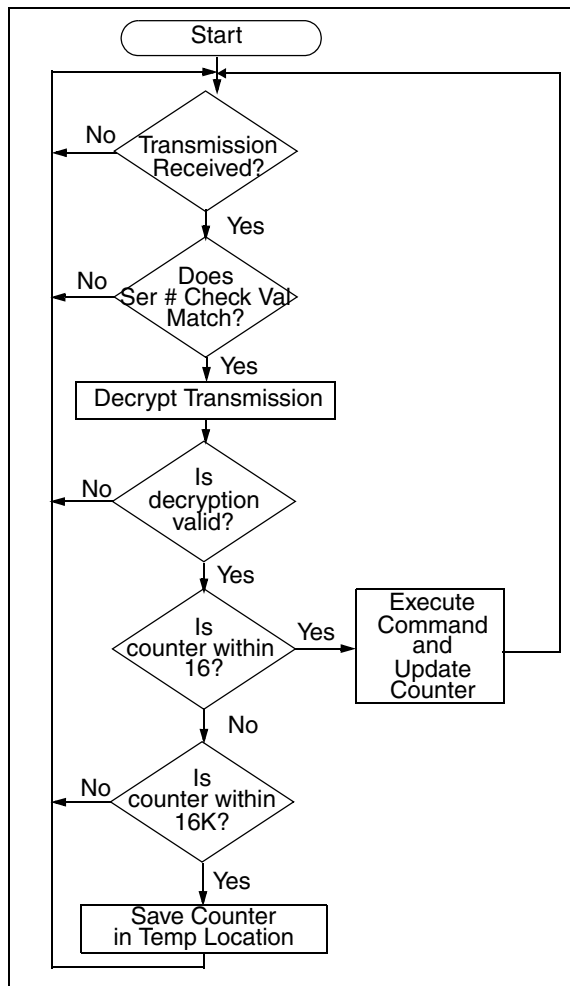 Start
No
Transmission
Received?
Yes
No
Does
Ser # Check Val
Match?
Yes
Decrypt Transmission
No
Is
decryption
valid?
Yes
Is
counter within
16?
Yes
Execute
Command
and
Update
Counter
No
No
Is
counter within
16K?
Yes
Save Counter
in Temp Location